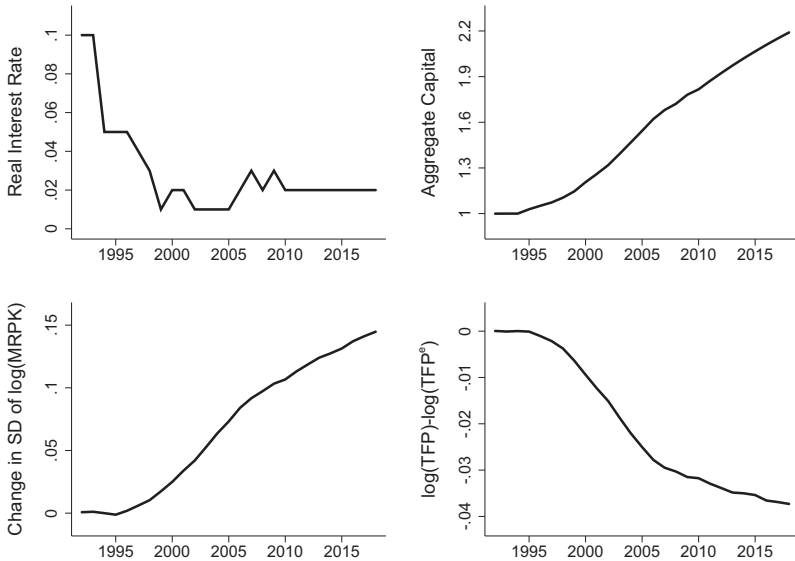 Real Interest Rate
.1
.08
.06
.04
.02
0
1995 2000 2005 2010 2015
Aggregate Capital
2.2
1.9
1.6
1.3
1
1995 2000 2005 2010 2015
Change in SD of log(MRPK)
.15
.1
.05
0
1995 2000 2005 2010 2015
log(TFP)-log(TFPᵉ)
0
-.01
-.02
-.03
-.04
1995 2000 2005 2010 2015